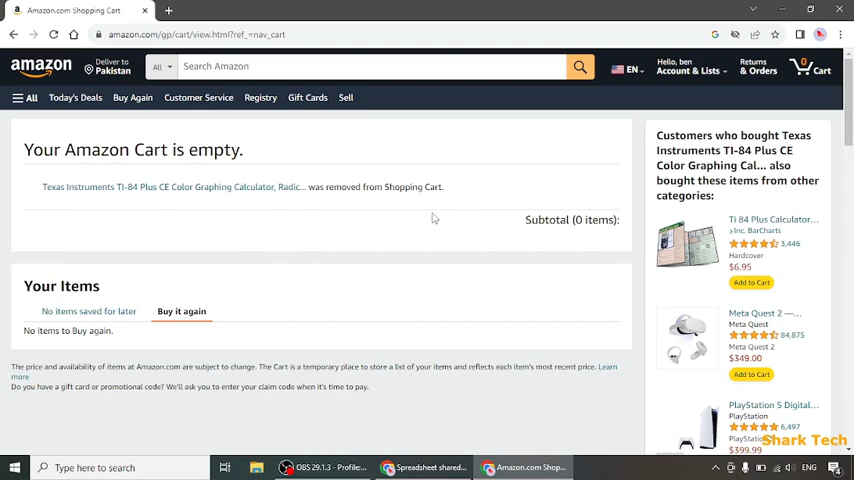 Amazon.com Shopping Cart
amazon.com/gp/cart/view.html?ref_=nav_cart
amazon
Deliver to
Pakistan
All
Search Amazon
EN
Hello, ben
Account & Lists
Returns
& Orders
0
Cart
All
Today's Deals
Buy Again
Customer Service
Registry
Gift Cards
Sell
Your Amazon Cart is empty.
Texas Instruments TI-84 Plus CE Color Graphing Calculator, Radic... was removed from Shopping Cart.
Subtotal (0 items):
Your Items
No items saved for later
Buy it again
No items to Buy again.
The price and availability of items at Amazon.com are subject to change. The Cart is a temporary place to store a list of your items and reflects each item's most recent price. Learn
more
Do you have a gift card or promotional code? We'll ask you to enter your claim code when it's time to pay.
Customers who bought Texas
Instruments TI-84 Plus CE
Color Graphing Cal... also
bought these items from other
categories:
Ti 84 Plus Calculator...
› Inc. BarCharts
3,446
Hardcover
$6.95
Add to Cart
Meta Quest 2 —...
Meta Quest
84,875
Meta Quest 2
$349.00
Add to Cart
PlayStation 5 Digital...
PlayStation
6,497
$399.99
Shark Tech
Type here to search
OBS 29.1.3 - Profile:...
Spreadsheet shared...
Amazon.com Shop...
ENG
4